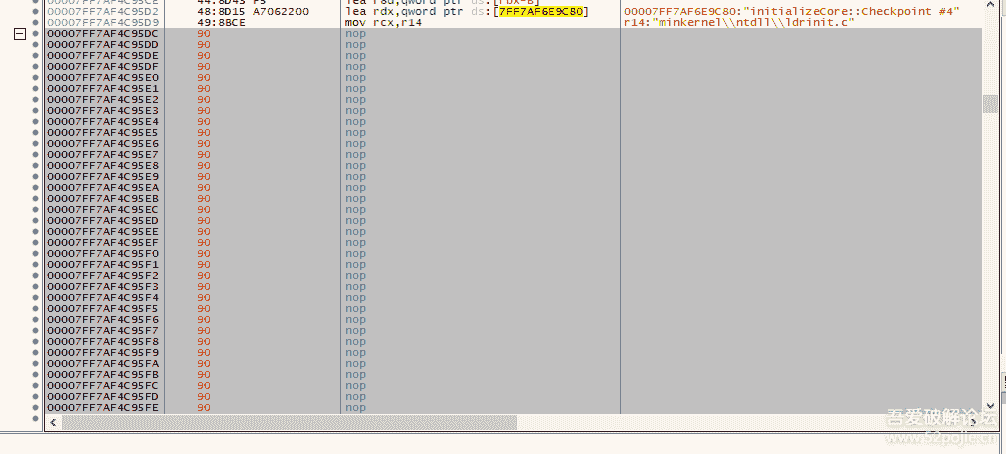 00007FF7AF4C95D2 48:8D15 A7062200 lea rdx,qword ptr ds:[7FF7AF6E9C80] 00007FF7AF6E9C80:"initializeCore::Checkpoint #4"
00007FF7AF4C95D9 49:8BCE mov rcx,r14 r14:"minkernel\\ntdll\\ldrinit.c"
00007FF7AF4C95DC 90 nop
00007FF7AF4C95DD 90 nop
00007FF7AF4C95DE 90 nop
00007FF7AF4C95DF 90 nop
00007FF7AF4C95E0 90 nop
00007FF7AF4C95E1 90 nop
00007FF7AF4C95E2 90 nop
00007FF7AF4C95E3 90 nop
00007FF7AF4C95E4 90 nop
00007FF7AF4C95E5 90 nop
00007FF7AF4C95E6 90 nop
00007FF7AF4C95E7 90 nop
00007FF7AF4C95E8 90 nop
00007FF7AF4C95E9 90 nop
00007FF7AF4C95EA 90 nop
00007FF7AF4C95EB 90 nop
00007FF7AF4C95EC 90 nop
00007FF7AF4C95ED 90 nop
00007FF7AF4C95EE 90 nop
00007FF7AF4C95EF 90 nop
00007FF7AF4C95F0 90 nop
00007FF7AF4C95F1 90 nop
00007FF7AF4C95F2 90 nop
00007FF7AF4C95F3 90 nop
00007FF7AF4C95F4 90 nop
00007FF7AF4C95F5 90 nop
00007FF7AF4C95F6 90 nop
00007FF7AF4C95F7 90 nop
00007FF7AF4C95F8 90 nop
00007FF7AF4C95F9 90 nop
00007FF7AF4C95FA 90 nop
00007FF7AF4C95FB 90 nop
00007FF7AF4C95FC 90 nop
00007FF7AF4C95FD 90 nop
00007FF7AF4C95FE 90 nop
吾爱破解论坛
www.52pojie.cn